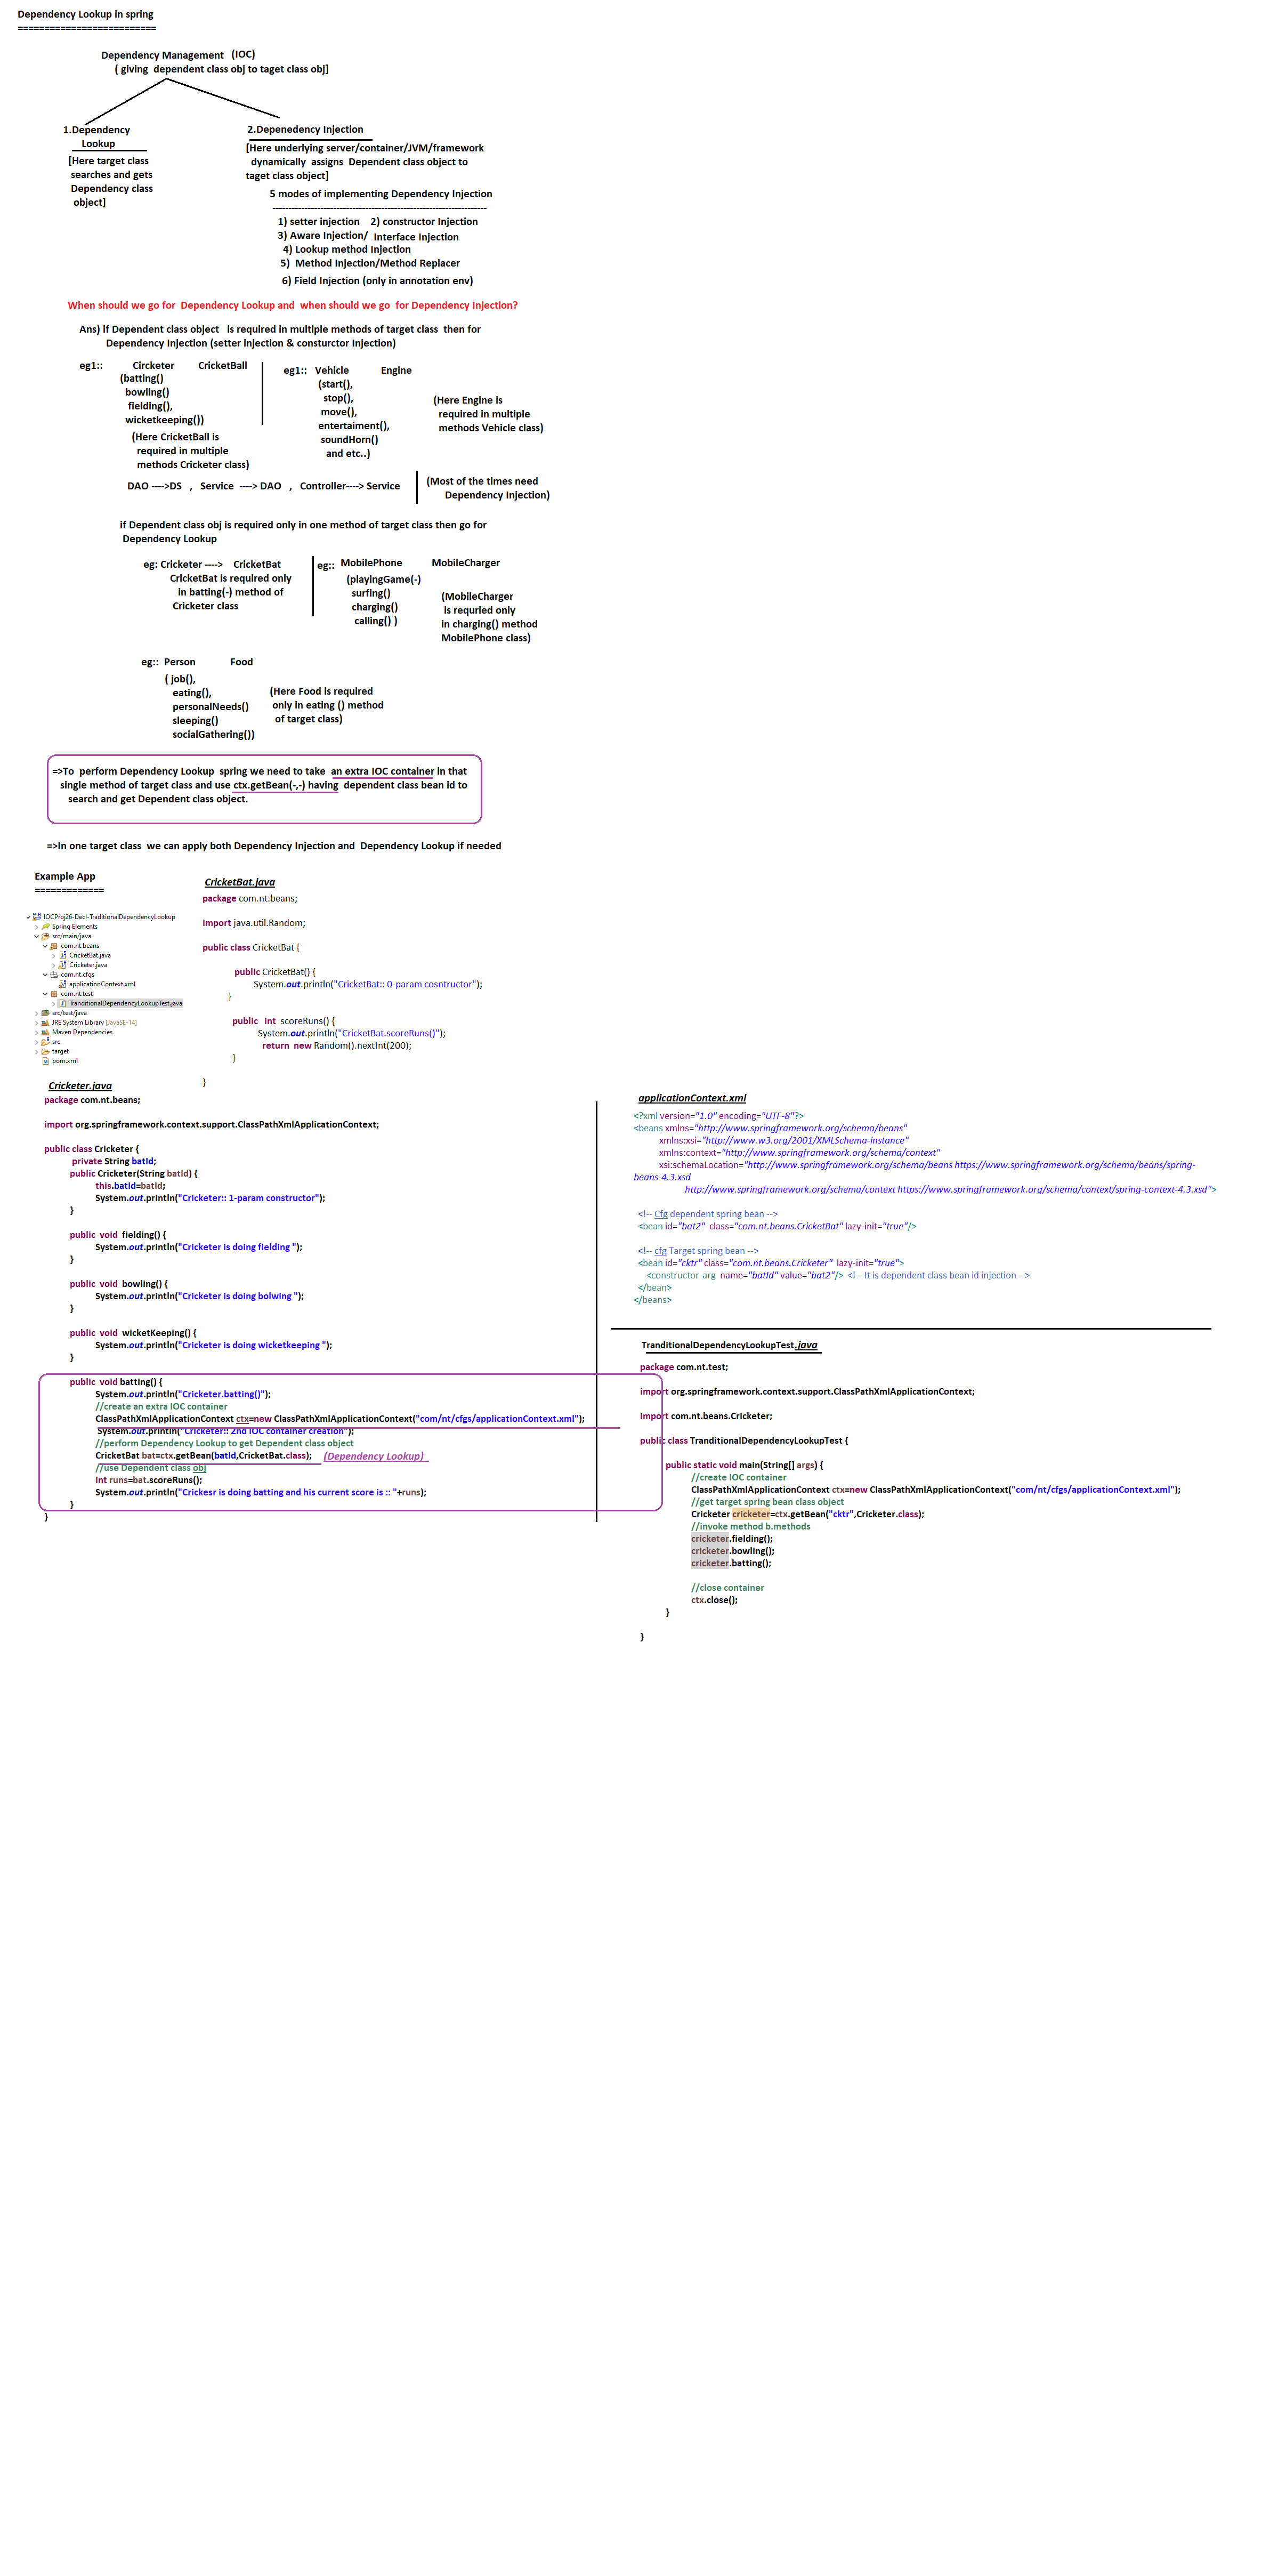 Dependency Lookup in spring
==========================
Dependency Management (IOC)
( giving dependent class obj to taget class obj]
1.Dependency
Lookup
[Here target class
searches and gets
Dependency class
object]
2.Depenedency Injection
[Here underlying server/container/JVM/framework
dynamically assigns Dependent class object to
taget class object]
5 modes of implementing Dependency Injection
-------------------------------------------------------------------
1) setter injection 2) constructor Injection
3) Aware Injection/ Interface Injection
4) Lookup method Injection
5) Method Injection/Method Replacer
6) Field Injection (only in annotation env)
When should we go for Dependency Lookup and when should we go for Dependency Injection?
Ans) if Dependent class object is required in multiple methods of target class then for
Dependency Injection (setter injection & consturctor Injection)
eg1:: Circketer CricketBall
(batting()
bowling()
fielding(),
wicketkeeping())
(Here CricketBall is
required in multiple
methods Cricketer class)
eg1:: Vehicle Engine
(start(),
stop(),
move(),
entertaiment(),
soundHorn()
and etc..)
(Here Engine is
required in multiple
methods Vehicle class)
DAO ---->DS , Service ----> DAO , Controller----> Service
(Most of the times need
Dependency Injection)
if Dependent class obj is required only in one method of target class then go for
Dependency Lookup
eg: Cricketer ----> CricketBat
CricketBat is required only
in batting(-) method of
Cricketer class
eg:: MobilePhone MobileCharger
(playingGame(-)
surfing()
charging()
calling() )
(MobileCharger
is requried only
in charging() method
MobilePhone class)
eg:: Person Food
( job(),
eating(),
personalNeeds()
sleeping()
socialGathering())
(Here Food is required
only in eating () method
of target class)
=>To perform Dependency Lookup spring we need to take an extra IOC container in that
single method of target class and use ctx.getBean(-,-) having dependent class bean id to
search and get Dependent class object.
=>In one target class we can apply both Dependency Injection and Dependency Lookup if needed
Example App
=============
IOCProj26-Decl-TraditionalDependencyLookup
Spring Elements
src/main/java
com.nt.beans
CricketBat.java
Cricketer.java
com.nt.cfgs
applicationContext.xml
com.nt.test
TranditionalDependencyLookupTest.java
src/test/java
JRE System Library [JavaSE-14]
Maven Dependencies
src
target
pom.xml
CricketBat.java
package com.nt.beans;
import java.util.Random;
public class CricketBat {
public CricketBat() {
System.out.println("CricketBat:: 0-param cosntructor");
}
public int scoreRuns() {
System.out.println("CricketBat.scoreRuns()");
return new Random().nextInt(200);
}
}
Cricketer.java
package com.nt.beans;
import org.springframework.context.support.ClassPathXmlApplicationContext;
public class Cricketer {
private String batId;
public Cricketer(String batId) {
this.batId=batId;
System.out.println("Cricketer:: 1-param constructor");
}
public void fielding() {
System.out.println("Cricketer is doing fielding ");
}
public void bowling() {
System.out.println("Cricketer is doing bolwing ");
}
public void wicketKeeping() {
System.out.println("Cricketer is doing wicketkeeping ");
}
public void batting() {
System.out.println("Cricketer.batting()");
//create an extra IOC container
ClassPathXmlApplicationContext ctx=new ClassPathXmlApplicationContext("com/nt/cfgs/applicationContext.xml");
System.out.println("Cricketer:: 2nd IOC container creation");
//perform Dependency Lookup to get Dependent class object
CricketBat bat=ctx.getBean(batId,CricketBat.class); (Dependency Lookup)
//use Dependent class obj
int runs=bat.scoreRuns();
System.out.println("Crickesr is doing batting and his current score is :: "+runs);
}
}
applicationContext.xml
<?xml version="1.0" encoding="UTF-8"?>
<beans xmlns="http://www.springframework.org/schema/beans"
xmlns:xsi="http://www.w3.org/2001/XMLSchema-instance"
xmlns:context="http://www.springframework.org/schema/context"
xsi:schemaLocation="http://www.springframework.org/schema/beans https://www.springframework.org/schema/beans/spring-
beans-4.3.xsd
http://www.springframework.org/schema/context https://www.springframework.org/schema/context/spring-context-4.3.xsd">
<!-- Cfg dependent spring bean -->
<bean id="bat2" class="com.nt.beans.CricketBat" lazy-init="true"/>
<!-- cfg Target spring bean -->
<bean id="cktr" class="com.nt.beans.Cricketer" lazy-init="true">
<constructor-arg name="batId" value="bat2"/> <!-- It is dependent class bean id injection -->
</bean>
</beans>
TranditionalDependencyLookupTest.java
package com.nt.test;
import org.springframework.context.support.ClassPathXmlApplicationContext;
import com.nt.beans.Cricketer;
public class TranditionalDependencyLookupTest {
public static void main(String[] args) {
//create IOC container
ClassPathXmlApplicationContext ctx=new ClassPathXmlApplicationContext("com/nt/cfgs/applicationContext.xml");
//get target spring bean class object
Cricketer cricketer=ctx.getBean("cktr",Cricketer.class);
//invoke method b.methods
cricketer.fielding();
cricketer.bowling();
cricketer.batting();
//close container
ctx.close();
}
}